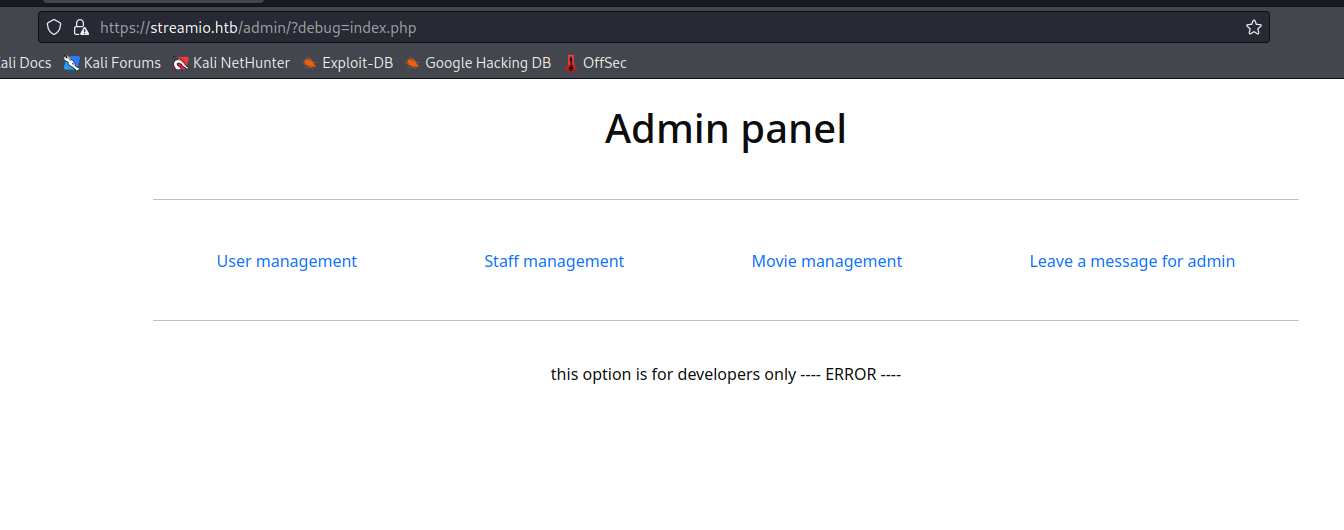 https://streamio.htb/admin/?debug=index.php
ali Docs Kali Forums Kali NetHunter Exploit-DB Google Hacking DB OffSec
Admin panel
User management Staff management Movie management Leave a message for admin
this option is for developers only ---- ERROR ----